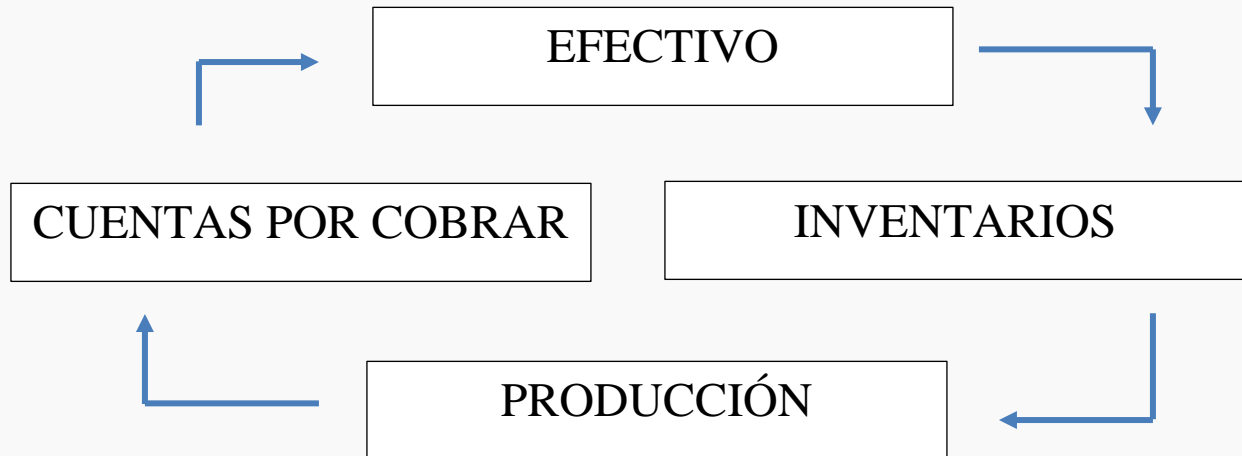 EFECTIVO
CUENTAS POR COBRAR
INVENTARIOS
PRODUCCIÓN